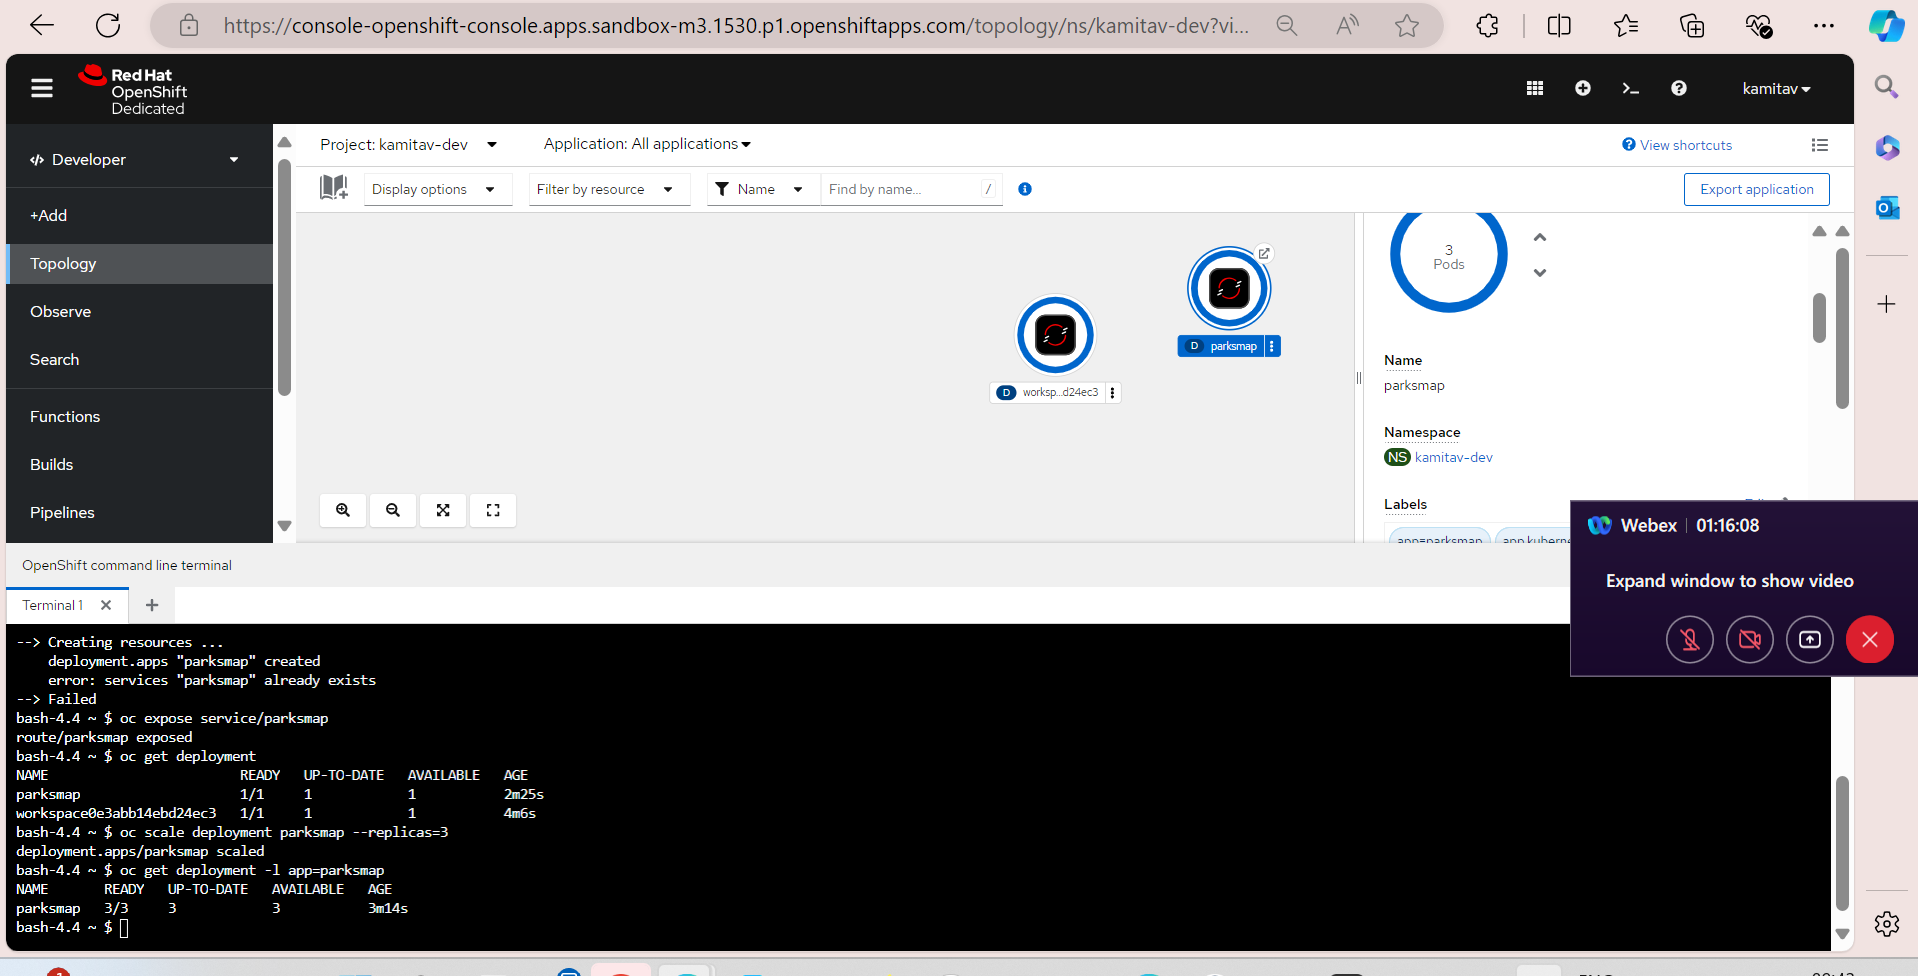 https://console-openshift-console.apps.sandbox-m3.1530.p1.openshiftapps.com/topology/ns/kamitav-dev?vi...
Red Hat
OpenShift
Dedicated
kamitav
Developer
Project: kamitav-dev
Application: All applications
View shortcuts
Display options
Filter by resource
Name
Find by name...
/
Export application
+Add
Topology
Observe
Search
Functions
Builds
Pipelines
D parksmap
D worksp...d24ec3
3
Pods
Name
parksmap
Namespace
NS kamitav-dev
Labels
app=parksmap
Webex 01:16:08
Expand window to show video
OpenShift command line terminal
Terminal 1
--> Creating resources ...
deployment.apps "parksmap" created
error: services "parksmap" already exists
--> Failed
bash-4.4 ~ $ oc expose service/parksmap
route/parksmap exposed
bash-4.4 ~ $ oc get deployment
NAME READY UP-TO-DATE AVAILABLE AGE
parksmap 1/1 1 1 2m25s
workspace0e3abb14ebd24ec3 1/1 1 1 4m6s
bash-4.4 ~ $ oc scale deployment parksmap --replicas=3
deployment.apps/parksmap scaled
bash-4.4 ~ $ oc get deployment -l app=parksmap
NAME READY UP-TO-DATE AVAILABLE AGE
parksmap 3/3 3 3 3m14s
bash-4.4 ~ $